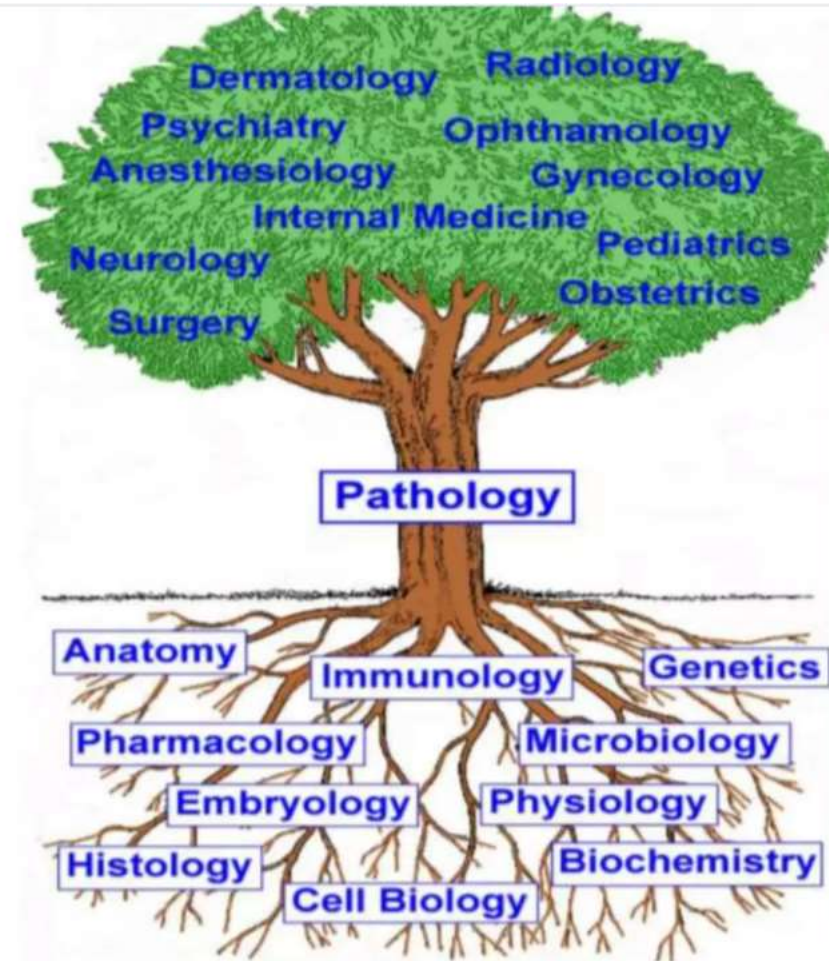 Dermatology
Radiology
Psychiatry
Ophthamology
Anesthesiology
Gynecology
Internal Medicine
Pediatrics
Neurology
Obstetrics
Surgery
Pathology
Anatomy
Immunology
Genetics
Pharmacology
Microbiology
Embryology
Physiology
Histology
Biochemistry
Cell Biology